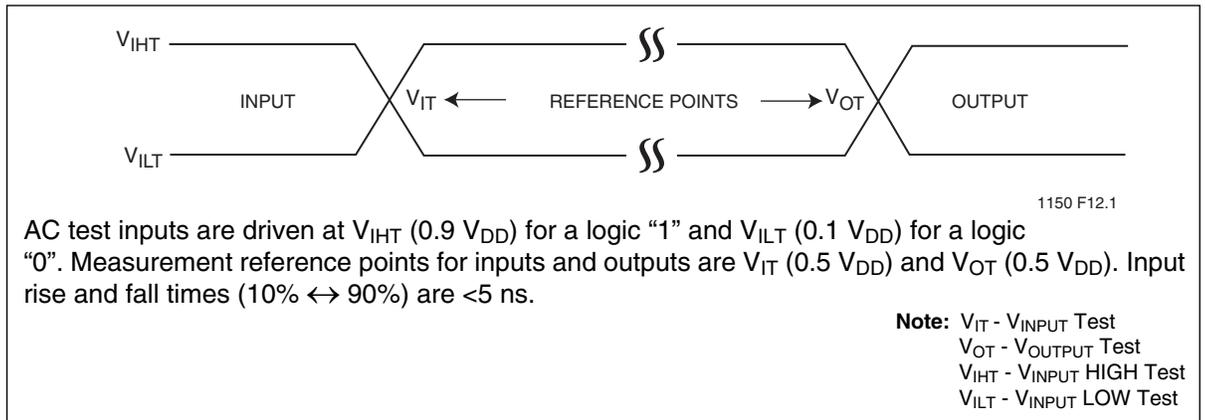 VIHT
INPUT VIT REFERENCE POINTS VOT OUTPUT
VILT
1150 F12.1
AC test inputs are driven at VIHT (0.9 VDD) for a logic “1” and VILT (0.1 VDD) for a logic
“0”. Measurement reference points for inputs and outputs are VIT (0.5 VDD) and VOT (0.5 VDD). Input
rise and fall times (10% ↔ 90%) are <5 ns.
Note: VIT - VINPUT Test
VOT - VOUTPUT Test
VIHT - VINPUT HIGH Test
VILT - VINPUT LOW Test